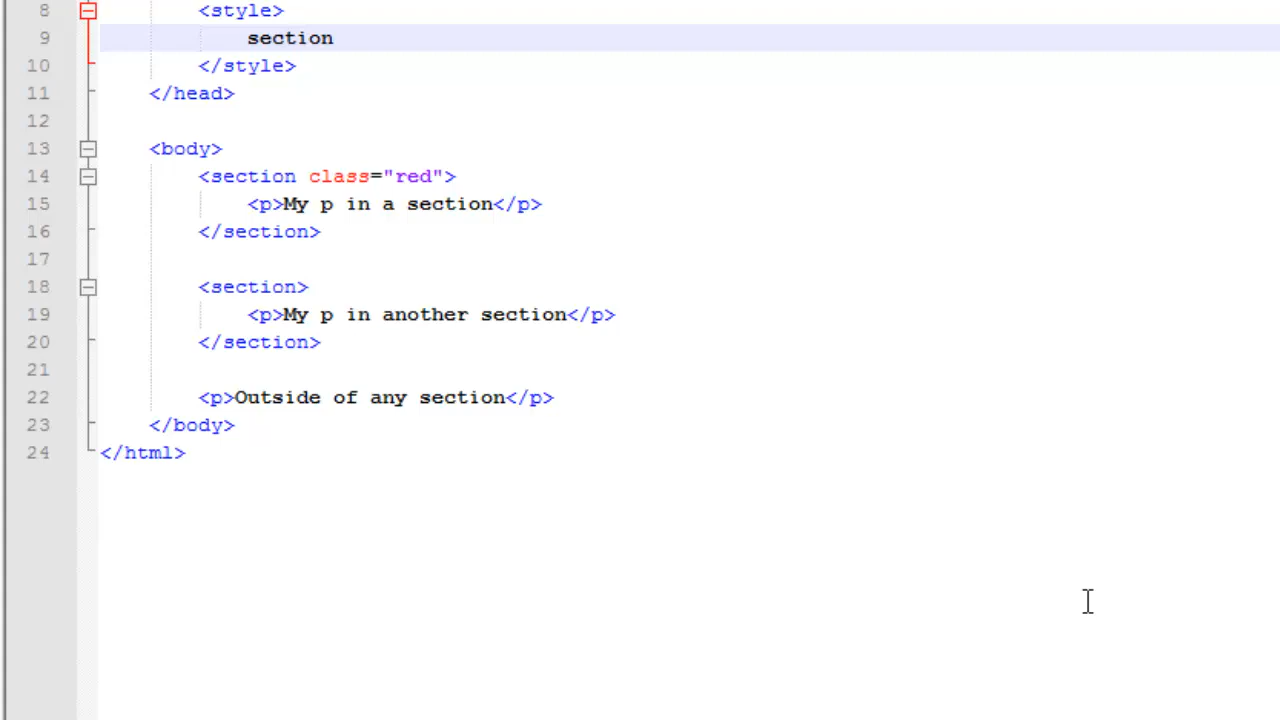 8 <style>
9 section
10 </style>
11 </head>
12
13 <body>
14 <section class="red">
15 <p>My p in a section</p>
16 </section>
17
18 <section>
19 <p>My p in another section</p>
20 </section>
21
22 <p>Outside of any section</p>
23 </body>
24 </html>